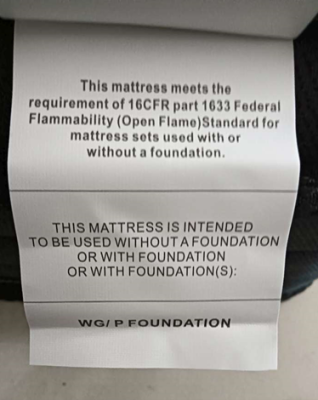 This mattress meets the
requirement of 16CFR part 1633 Federal
Flammability (Open Flame)Standard for
mattress sets used with or
without a foundation.
THIS MATTRESS IS INTENDED
TO BE USED WITHOUT A FOUNDATION
OR WITH FOUNDATION
OR WITH FOUNDATION(S):
WG/ P FOUNDATION